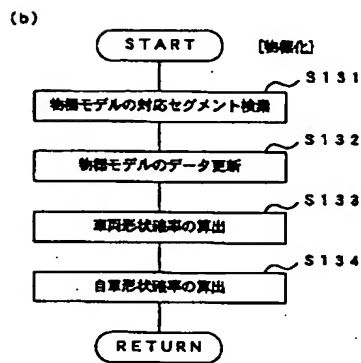 (b)
START
[物標化]
S131
物標モデルの対応セグメント検索
S132
物標モデルのデータ更新
S133
車両形状確率の算出
S134
自車形状確率の算出
RETURN